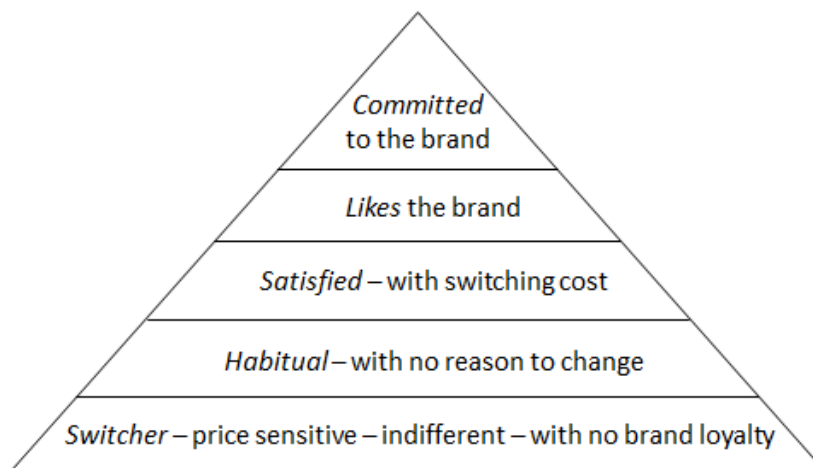 Committed
to the brand
Likes the brand
Satisfied – with switching cost
Habitual – with no reason to change
Switcher – price sensitive – indifferent – with no brand loyalty